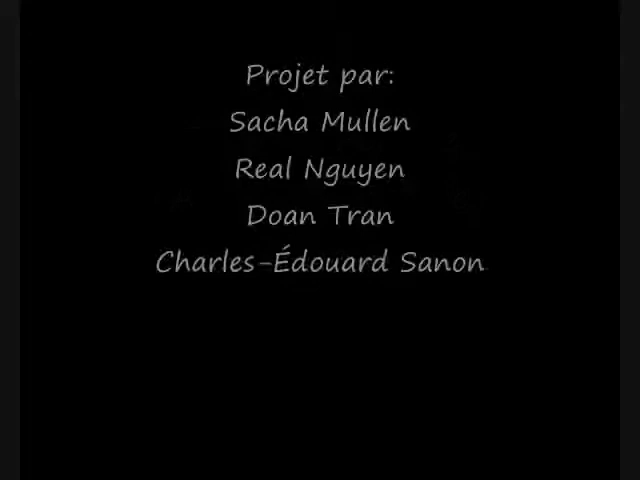 Projet par:
Sacha Mullen
Real Nguyen
Doan Tran
Charles-Édouard Sanon